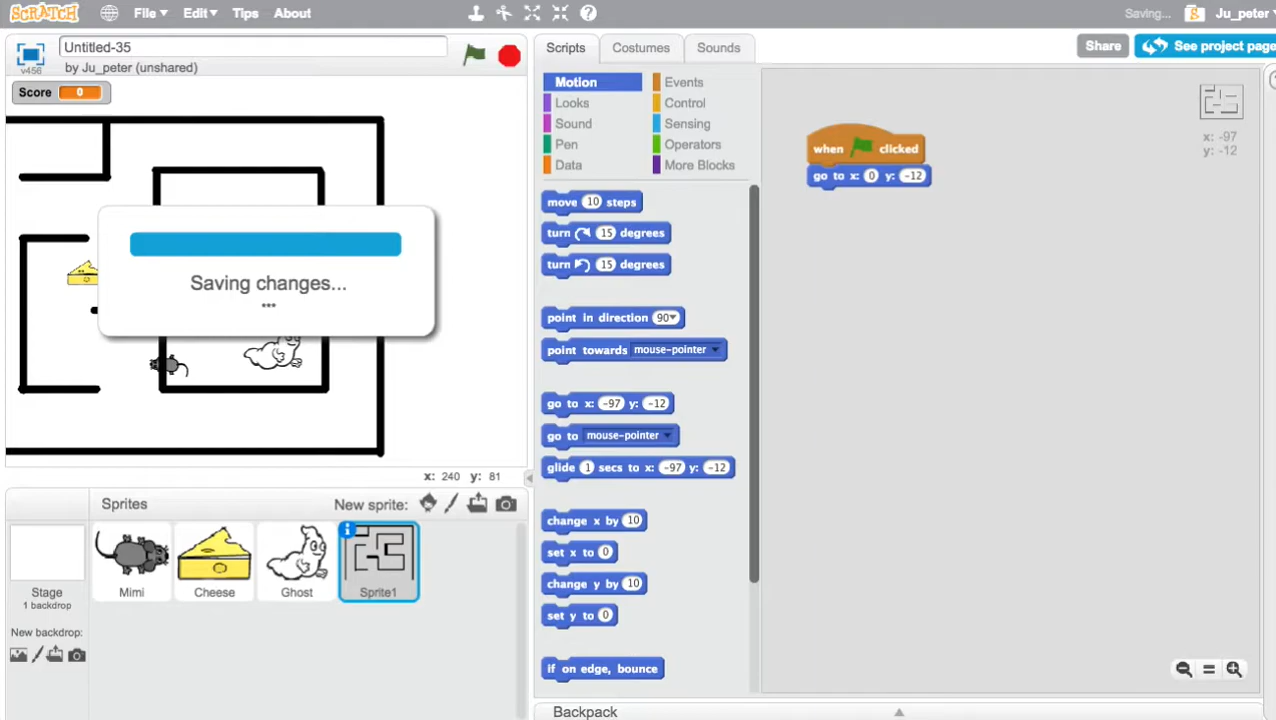 SCRATCH File Edit Tips About Saving... Ju_peter
v456 Untitled-35
by Ju_peter (unshared)
Scripts Costumes Sounds Share See project page
Score 0
Motion Events
Looks Control
Sound Sensing
Pen Operators
Data More Blocks
x: -97
y: -12
when clicked
go to x: 0 y: -12
move 10 steps
turn 15 degrees
turn 15 degrees
point in direction 90
point towards mouse-pointer
go to x: -97 y: -12
go to mouse-pointer
glide 1 secs to x: -97 y: -12
change x by 10
set x to 0
change y by 10
set y to 0
if on edge, bounce
Saving changes...
...
x: 240 y: 81
Sprites New sprite:
Stage
1 backdrop
New backdrop:
Mimi Cheese Ghost Sprite1
Backpack